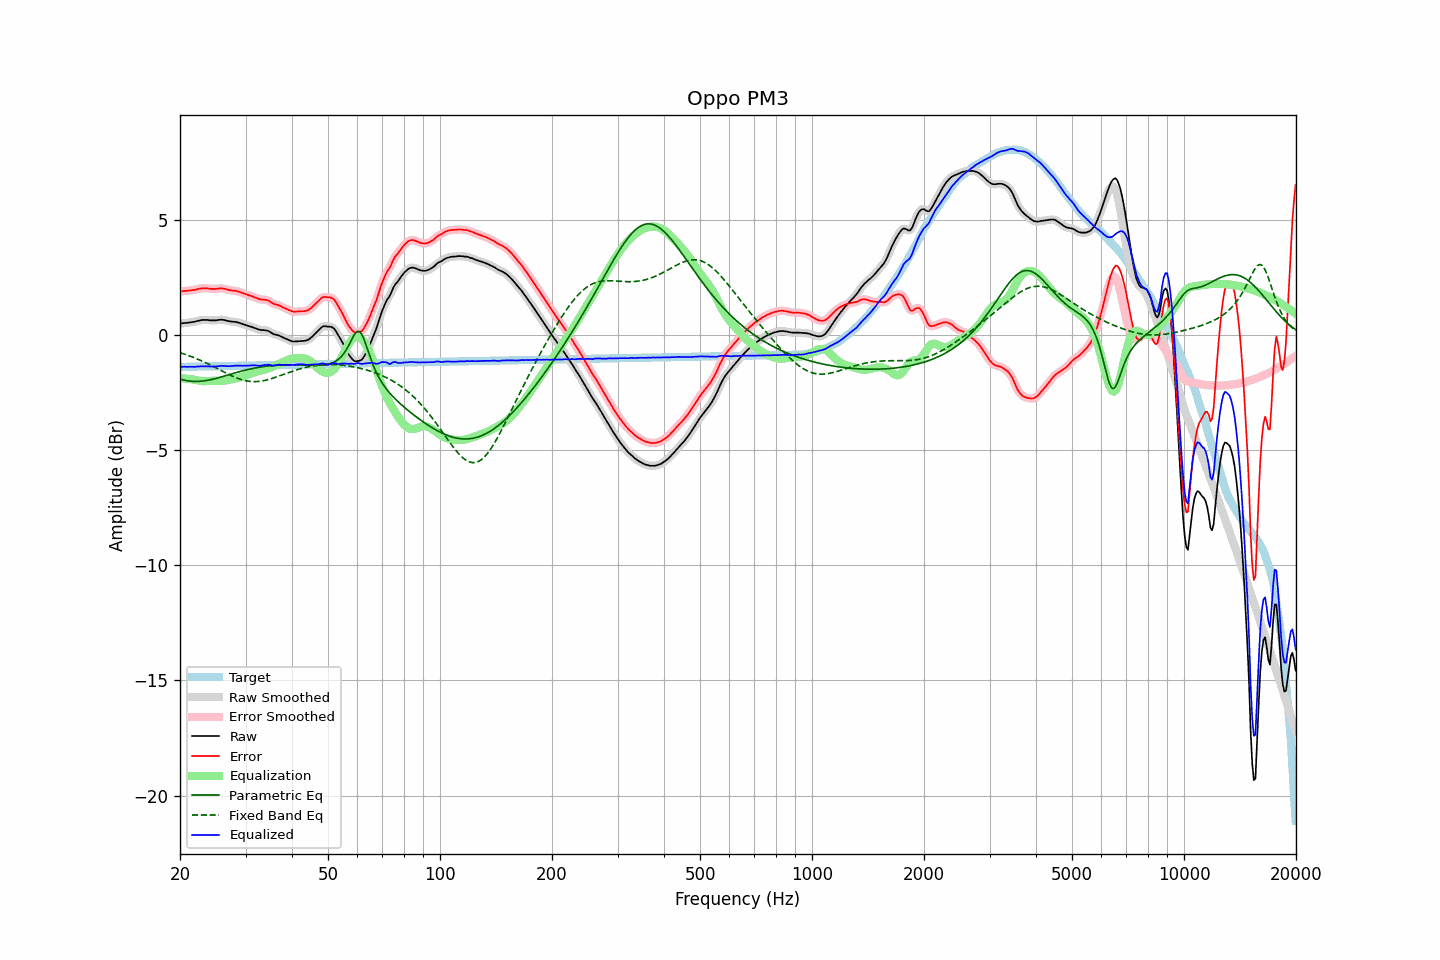 Oppo PM3
Amplitude (dBr)
5
0
−5
−10
−15
−20
Target
Raw Smoothed
Error Smoothed
Raw
Error
Equalization
Parametric Eq
Fixed Band Eq
Equalized
20 50 100 200 500 1000 2000 5000 10000 20000
Frequency (Hz)